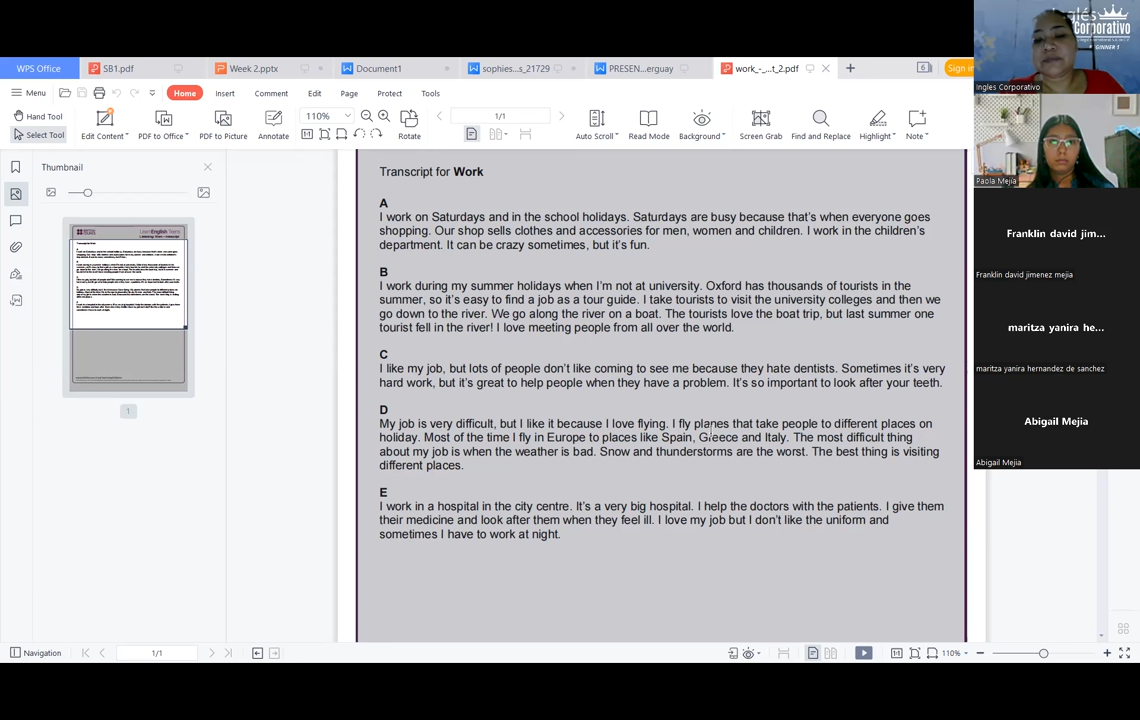 WPS Office
SB1.pdf
Week 2.pptx
Document1
sophies...s_21729
PRESEN...erguay
work_-_...t_2.pdf
Sign in
Menu
Home
Insert
Comment
Edit
Page
Protect
Review
Tools
Hand Tool
Select Tool
Edit Content
PDF to Office
PDF to Picture
Annotate
110%
Rotate
1/1
Auto Scroll
Read Mode
Background
Screen Grab
Find and Replace
Highlight
Note
Thumbnail
1
Transcript for Work
A
I work on Saturdays and in the school holidays. Saturdays are busy because that's when everyone goes
shopping. Our shop sells clothes and accessories for men, women and children. I work in the children's
department. It can be crazy sometimes, but it's fun.
B
I work during my summer holidays when I'm not at university. Oxford has thousands of tourists in the
summer, so it's easy to find a job as a tour guide. I take tourists to visit the university colleges and then we
go down to the river. We go along the river on a boat. The tourists love the boat trip, but last summer one
tourist fell in the river! I love meeting people from all over the world.
C
I like my job, but lots of people don't like coming to see me because they hate dentists. Sometimes it's very
hard work, but it's great to help people when they have a problem. It's so important to look after your teeth.
D
My job is very difficult, but I like it because I love flying. I fly planes that take people to different places on
holiday. Most of the time I fly in Europe to places like Spain, Greece and Italy. The most difficult thing
about my job is when the weather is bad. Snow and thunderstorms are the worst. The best thing is visiting
different places.
E
I work in a hospital in the city centre. It's a very big hospital. I help the doctors with the patients. I give them
their medicine and look after them when they feel ill. I love my job but I don't like the uniform and
sometimes I have to work at night.
Navigation
1/1
110%
Inglés
Corporativo
BEGINNER 1
Ingles Corporativo
Paola Mejía
Franklin david jim...
Franklin david jimenez mejia
maritza yanira he...
maritza yanira hernandez de sanchez
Abigail Mejia
Abigail Mejia